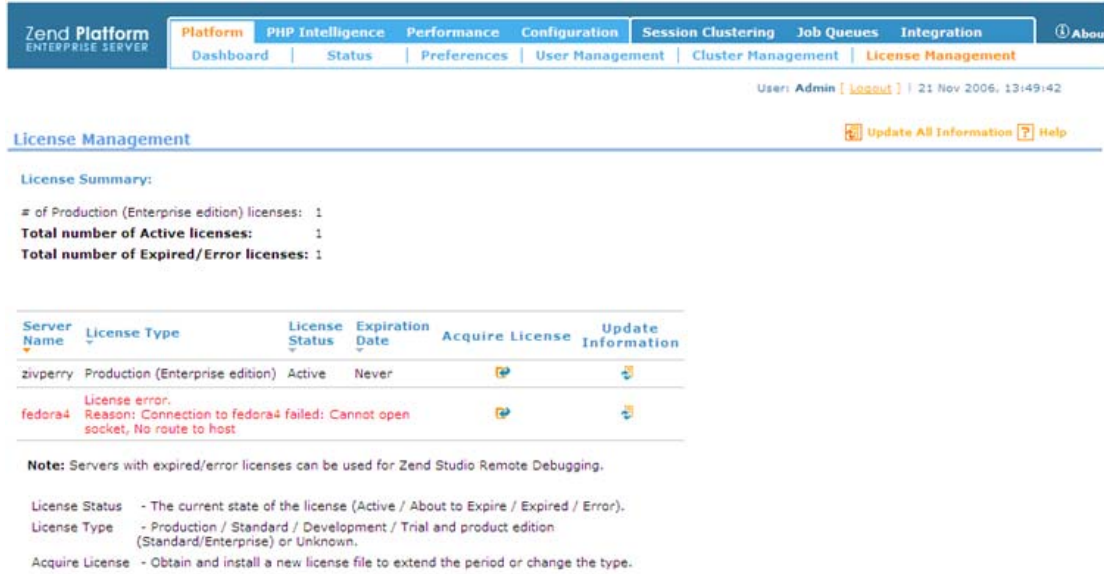 Zend Platform
ENTERPRISE SERVER
Platform PHP Intelligence Performance Configuration Session Clustering Job Queues Integration Abou
Dashboard | Status | Preferences | User Management | Cluster Management | License Management
User: Admin [ Logout ] | 21 Nov 2006, 13:49:42
License Management
Update All Information ? Help
License Summary:
# of Production (Enterprise edition) licenses: 1
Total number of Active licenses: 1
Total number of Expired/Error licenses: 1
Server Name License Type License Status Expiration Date Acquire License Update Information
zivperry Production (Enterprise edition) Active Never
License error.
fedora4 Reason: Connection to fedora4 failed: Cannot open
socket, No route to host
Note: Servers with expired/error licenses can be used for Zend Studio Remote Debugging.
License Status - The current state of the license (Active / About to Expire / Expired / Error).
License Type - Production / Standard / Development / Trial and product edition
(Standard/Enterprise) or Unknown.
Acquire License - Obtain and install a new license file to extend the period or change the type.